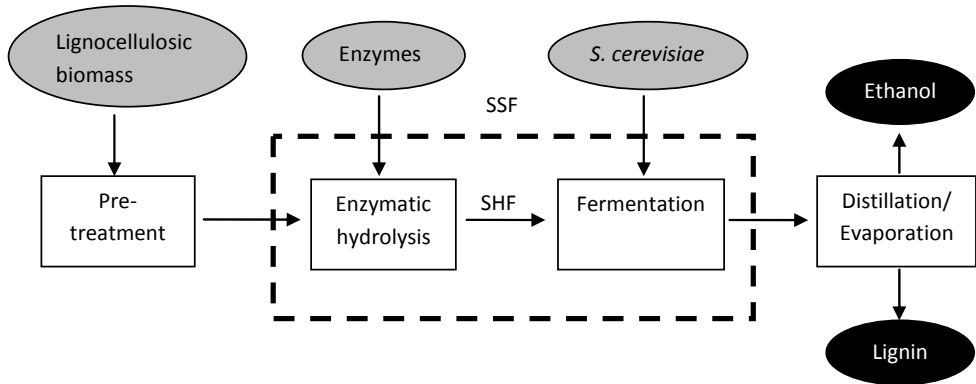 Lignocellulosic
biomass
Enzymes
S. cerevisiae
SSF
Ethanol
Pre-
treatment
Enzymatic
hydrolysis
SHF
Fermentation
Distillation/
Evaporation
Lignin